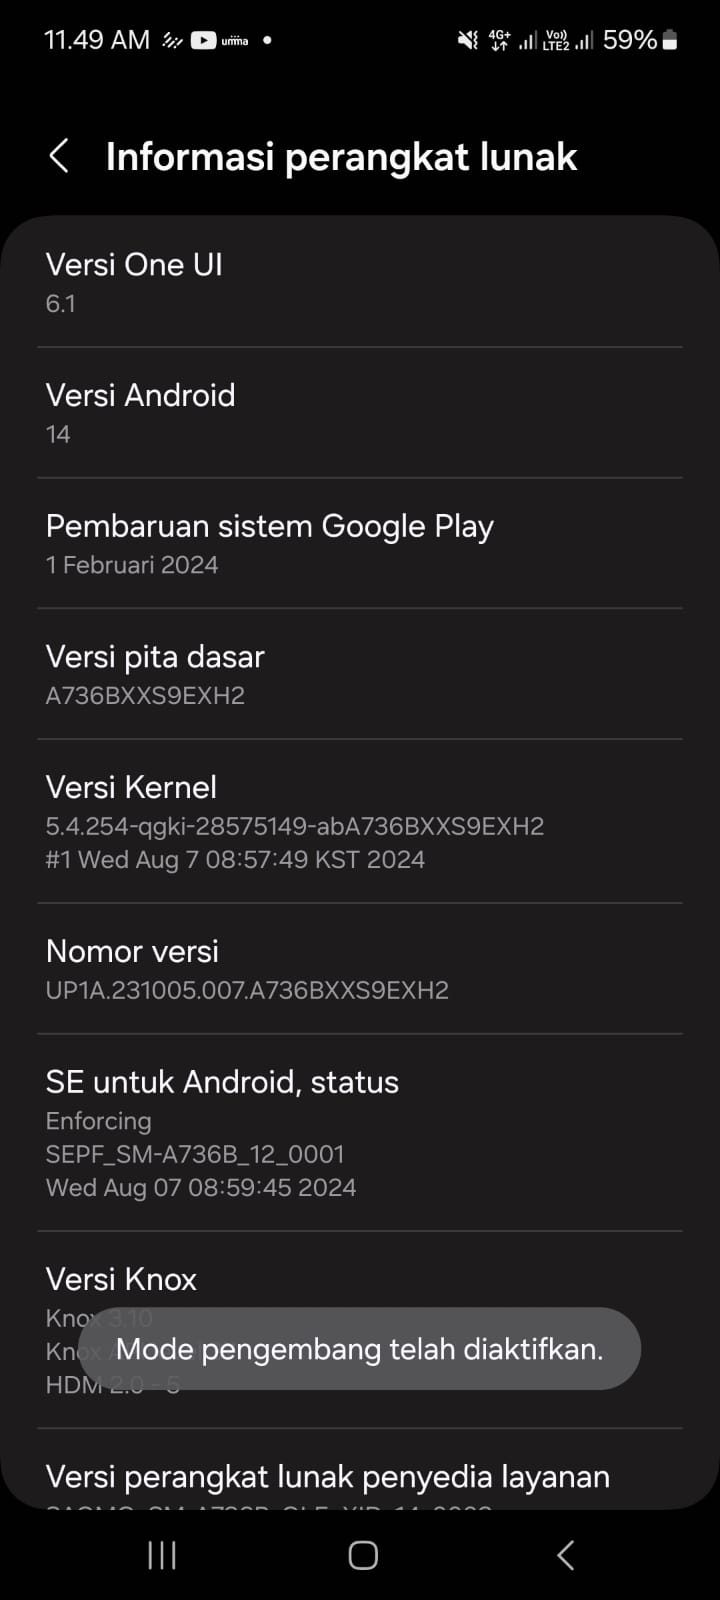 11.49 AM umma 4G+ Vo)) LTE2 59%
Informasi perangkat lunak
Versi One UI
6.1
Versi Android
14
Pembaruan sistem Google Play
1 Februari 2024
Versi pita dasar
A736BXXS9EXH2
Versi Kernel
5.4.254-qgki-28575149-abA736BXXS9EXH2
#1 Wed Aug 7 08:57:49 KST 2024
Nomor versi
UP1A.231005.007.A736BXXS9EXH2
SE untuk Android, status
Enforcing
SEPF_SM-A736B_12_0001
Wed Aug 07 08:59:45 2024
Versi Knox
Knox 3.10
Knox
Mode pengembang telah diaktifkan.
HDM 2.0 - 5
Versi perangkat lunak penyedia layanan